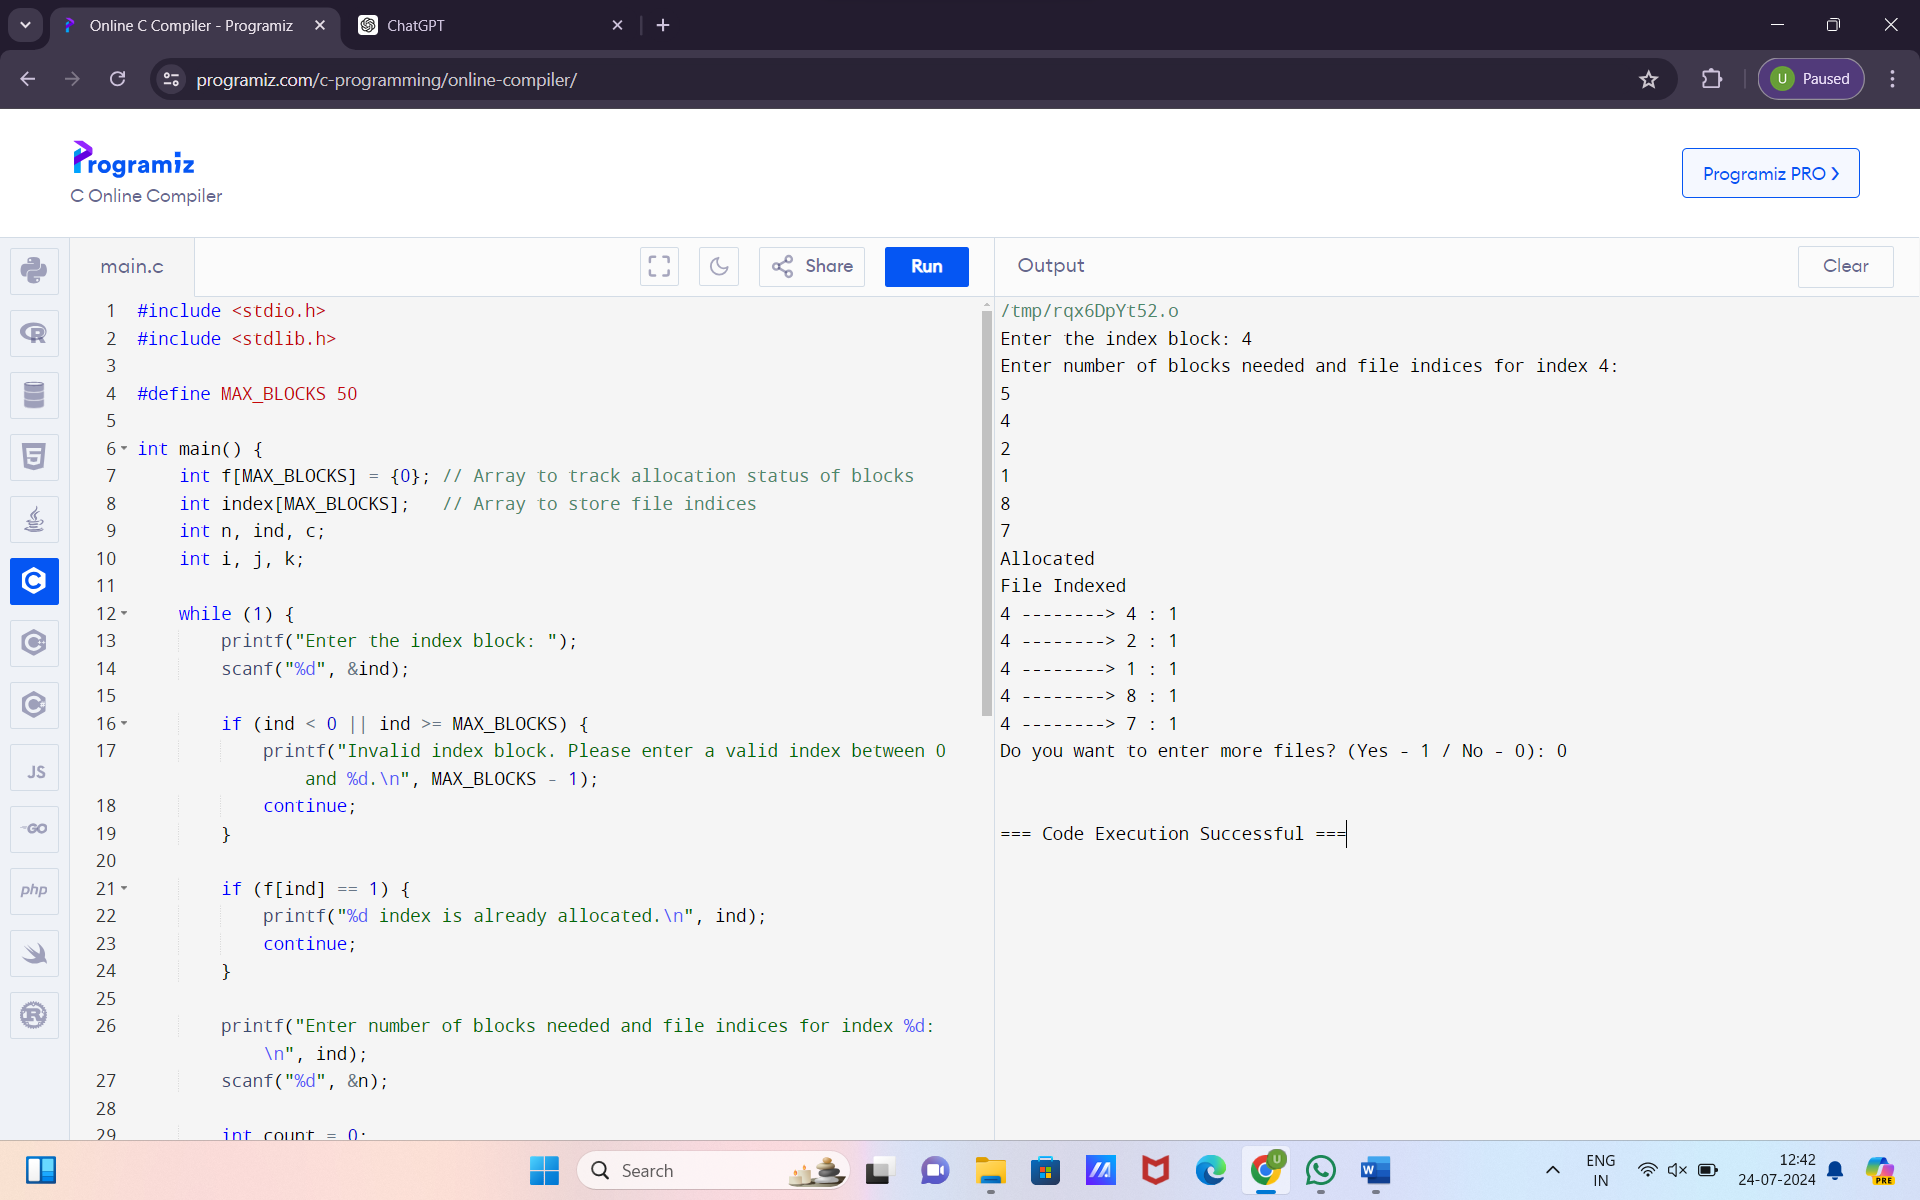 Online C Compiler - Programiz
ChatGPT
programiz.com/c-programming/online-compiler/
U Paused
Programiz
C Online Compiler
Programiz PRO
main.c
Share
Run
Output
Clear
1 #include <stdio.h>
2 #include <stdlib.h>
3
4 #define MAX_BLOCKS 50
5
6 int main() {
7 int f[MAX_BLOCKS] = {0}; // Array to track allocation status of blocks
8 int index[MAX_BLOCKS]; // Array to store file indices
9 int n, ind, c;
10 int i, j, k;
11
12 while (1) {
13 printf("Enter the index block: ");
14 scanf("%d", &ind);
15
16 if (ind < 0 || ind >= MAX_BLOCKS) {
17 printf("Invalid index block. Please enter a valid index between 0
and %d.\n", MAX_BLOCKS - 1);
18 continue;
19 }
20
21 if (f[ind] == 1) {
22 printf("%d index is already allocated.\n", ind);
23 continue;
24 }
25
26 printf("Enter number of blocks needed and file indices for index %d:
\n", ind);
27 scanf("%d", &n);
28
29 int count = 0;
/tmp/rqx6DpYt52.o
Enter the index block: 4
Enter number of blocks needed and file indices for index 4:
5
4
2
1
8
7
Allocated
File Indexed
4 --------> 4 : 1
4 --------> 2 : 1
4 --------> 1 : 1
4 --------> 8 : 1
4 --------> 7 : 1
Do you want to enter more files? (Yes - 1 / No - 0): 0
=== Code Execution Successful ===
R
5
C
C
C
JS
GO
php
R
Search
U
W
ENG
IN
12:42
24-07-2024
PRE